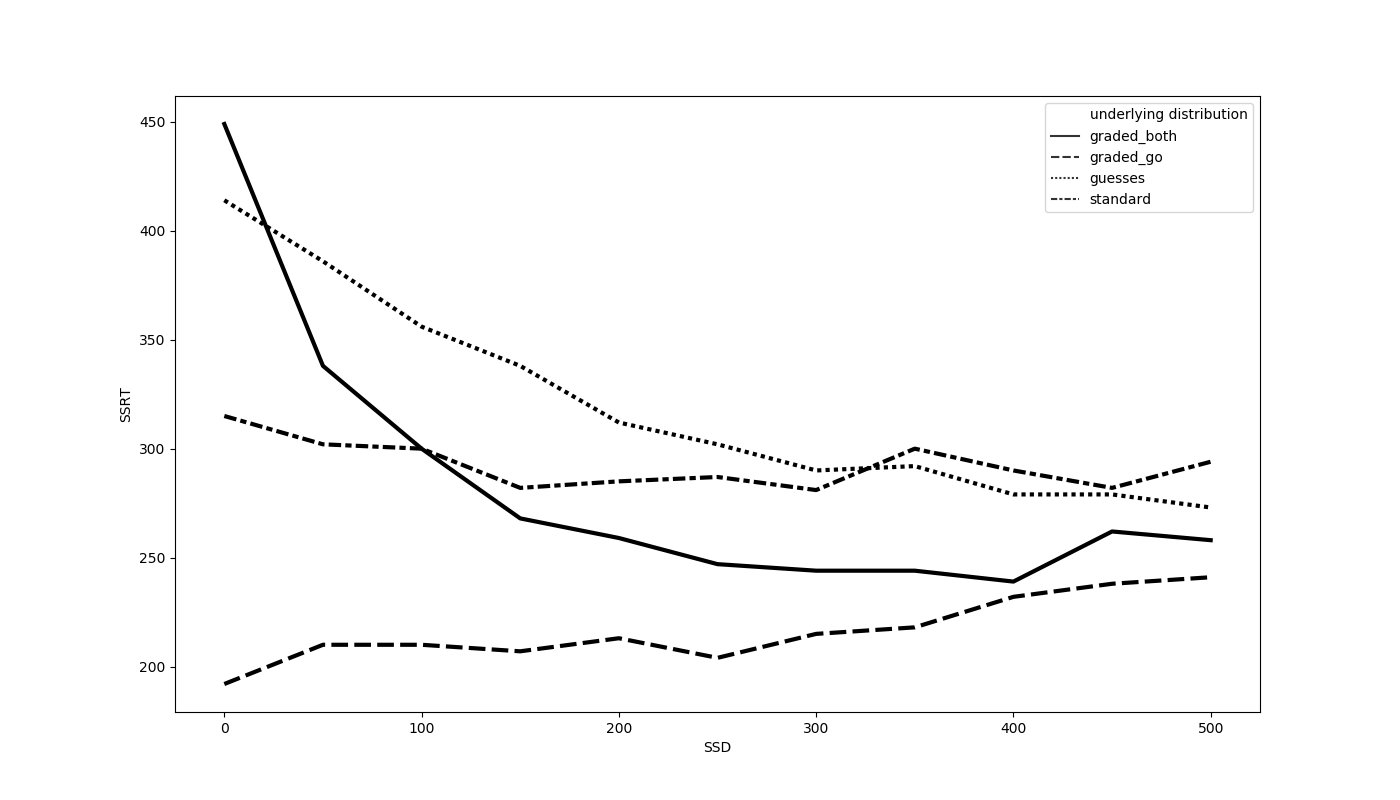 450
400
350
300
250
200
SSRT
0 100 200 300 400 500
SSD
underlying distribution
graded_both
graded_go
guesses
standard